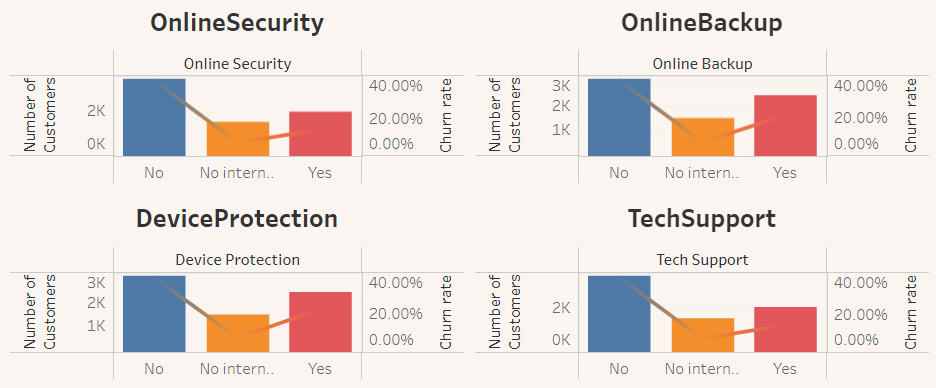 OnlineSecurity
Online Security
Number of
Customers
2K
0K
40.00%
20.00%
0.00%
Churn rate
No
No intern..
Yes
OnlineBackup
Online Backup
Number of
Customers
3K
2K
1K
40.00%
20.00%
0.00%
Churn rate
No
No intern..
Yes
DeviceProtection
Device Protection
Number of
Customers
3K
2K
1K
40.00%
20.00%
0.00%
Churn rate
No
No intern..
Yes
TechSupport
Tech Support
Number of
Customers
2K
0K
40.00%
20.00%
0.00%
Churn rate
No
No intern..
Yes